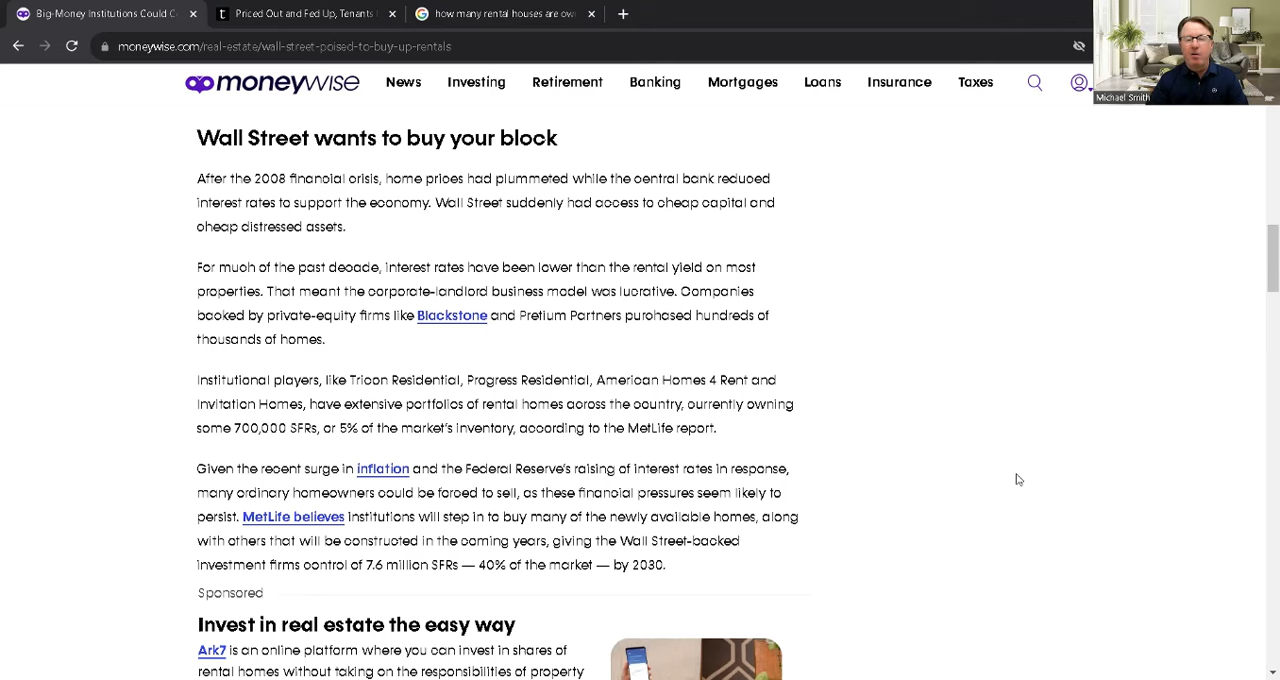 Big-Money Institutions Could C
Priced Out and Fed Up, Tenants
how many rental houses are ow
moneywise.com/real-estate/wall-street-poised-to-buy-up-rentals
moneywise
News
Investing
Retirement
Banking
Mortgages
Loans
Insurance
Taxes
Michael Smith
Wall Street wants to buy your block
After the 2008 financial crisis, home prices had plummeted while the central bank reduced
interest rates to support the economy. Wall Street suddenly had access to cheap capital and
cheap distressed assets.
For much of the past decade, interest rates have been lower than the rental yield on most
properties. That meant the corporate-landlord business model was lucrative. Companies
backed by private-equity firms like Blackstone and Pretium Partners purchased hundreds of
thousands of homes.
Institutional players, like Tricon Residential, Progress Residential, American Homes 4 Rent and
Invitation Homes, have extensive portfolios of rental homes across the country, currently owning
some 700,000 SFRs, or 5% of the market's inventory, according to the MetLife report.
Given the recent surge in inflation and the Federal Reserve's raising of interest rates in response,
many ordinary homeowners could be forced to sell, as these financial pressures seem likely to
persist. MetLife believes institutions will step in to buy many of the newly available homes, along
with others that will be constructed in the coming years, giving the Wall Street-backed
investment firms control of 7.6 million SFRs — 40% of the market — by 2030.
Sponsored
Invest in real estate the easy way
Ark7 is an online platform where you can invest in shares of
rental homes without taking on the responsibilities of property